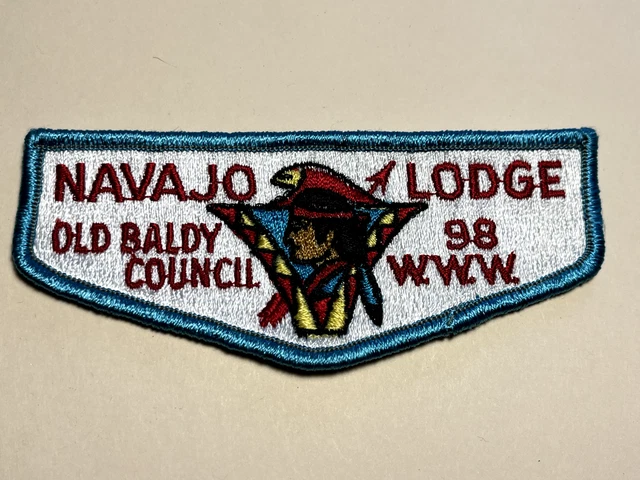 NAVAJO LODGE
OLD BALDY 98
COUNCIL W.W.W.